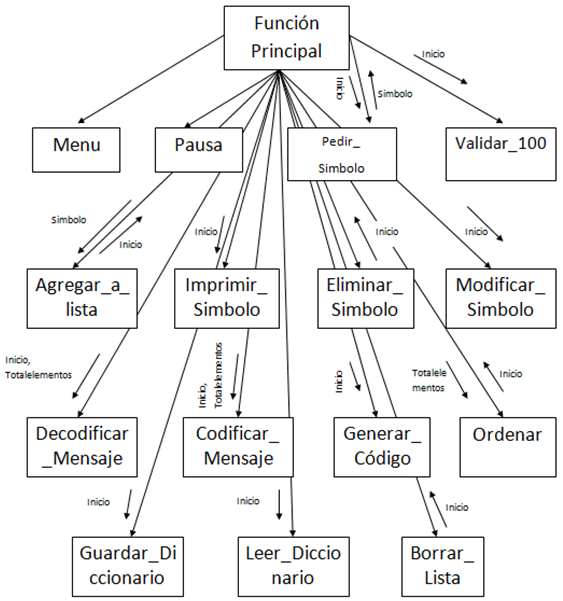 Función
Principal
Inicio
Inicio
Simbolo
Menu
Pausa
Pedir_
Simbolo
Validar_100
Simbolo
Inicio
Inicio
Inicio
Inicio
Agregar_a_
lista
Imprimir_
Simbolo
Eliminar_
Simbolo
Modificar_
Simbolo
Inicio,
Totalelementos
Inicio,
Totalelementos
Inicio
Totalele
mentos
Inicio
Decodificar
_Mensaje
Codificar_
Mensaje
Generar_
Código
Ordenar
Inicio
Inicio
Inicio
Guardar_Di
ccionario
Leer_Diccio
nario
Borrar_
Lista